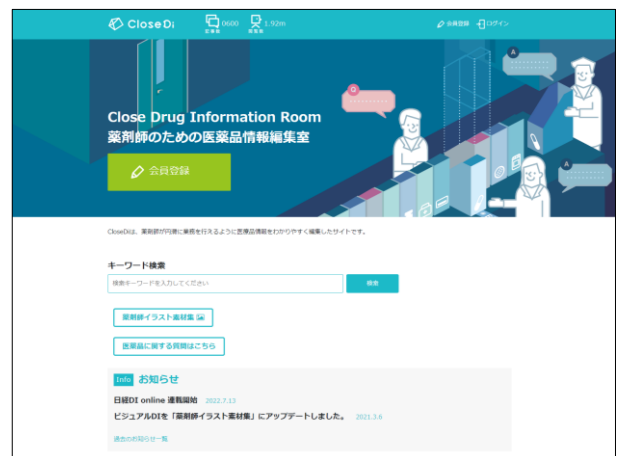 CloseDi
0600
1.92m
会員登録
ログイン
A
Q
A
Close Drug Information Room
薬剤師のための医薬品情報編集室
会員登録
CloseDiは、薬剤師が円滑に業務を行えるように医薬品情報をわかりやすく編集したサイトです。
キーワード検索
検索キーワードを入力してください
検索
薬剤師イラスト素材集
医薬品に関する質問はこちら
Info お知らせ
日経DI online 連載開始 2022.7.13
ビジュアルDIを「薬剤師イラスト素材集」にアップデートしました。 2021.3.6
過去のお知らせ一覧